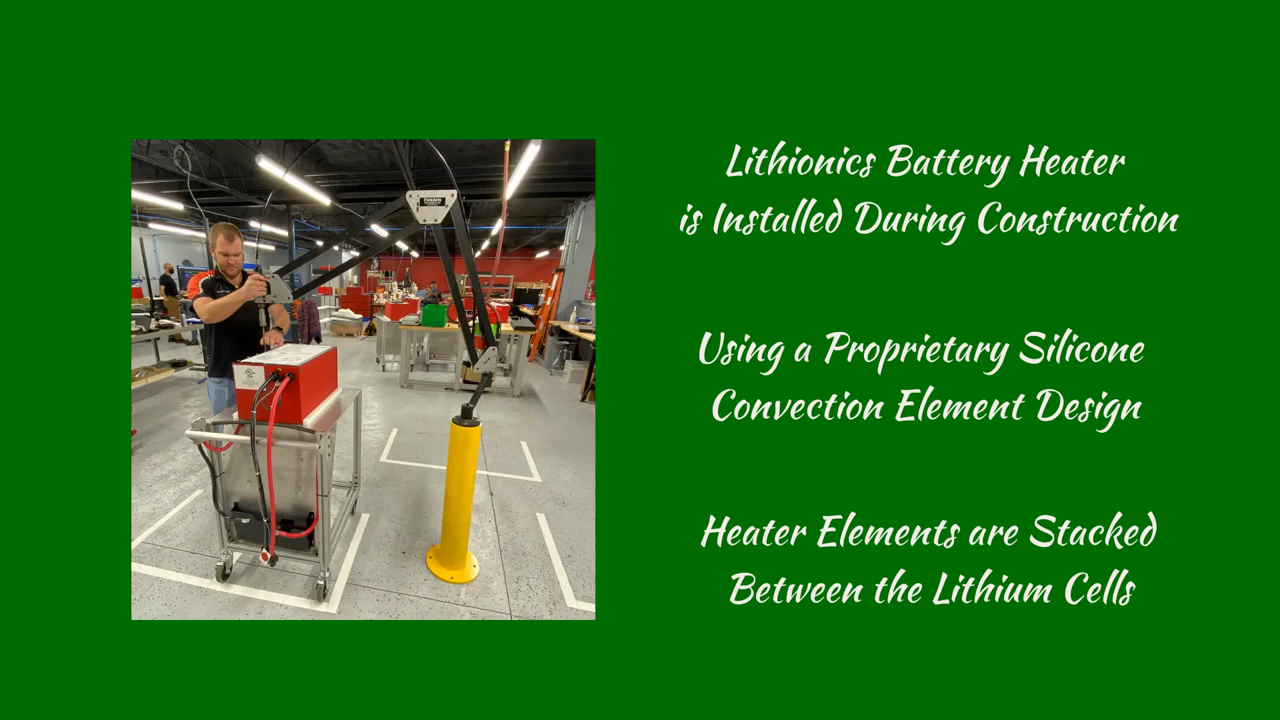 Lithionics Battery Heater
is Installed During Construction
Using a Proprietary Silicone
Convection Element Design
Heater Elements are Stacked
Between the Lithium Cells